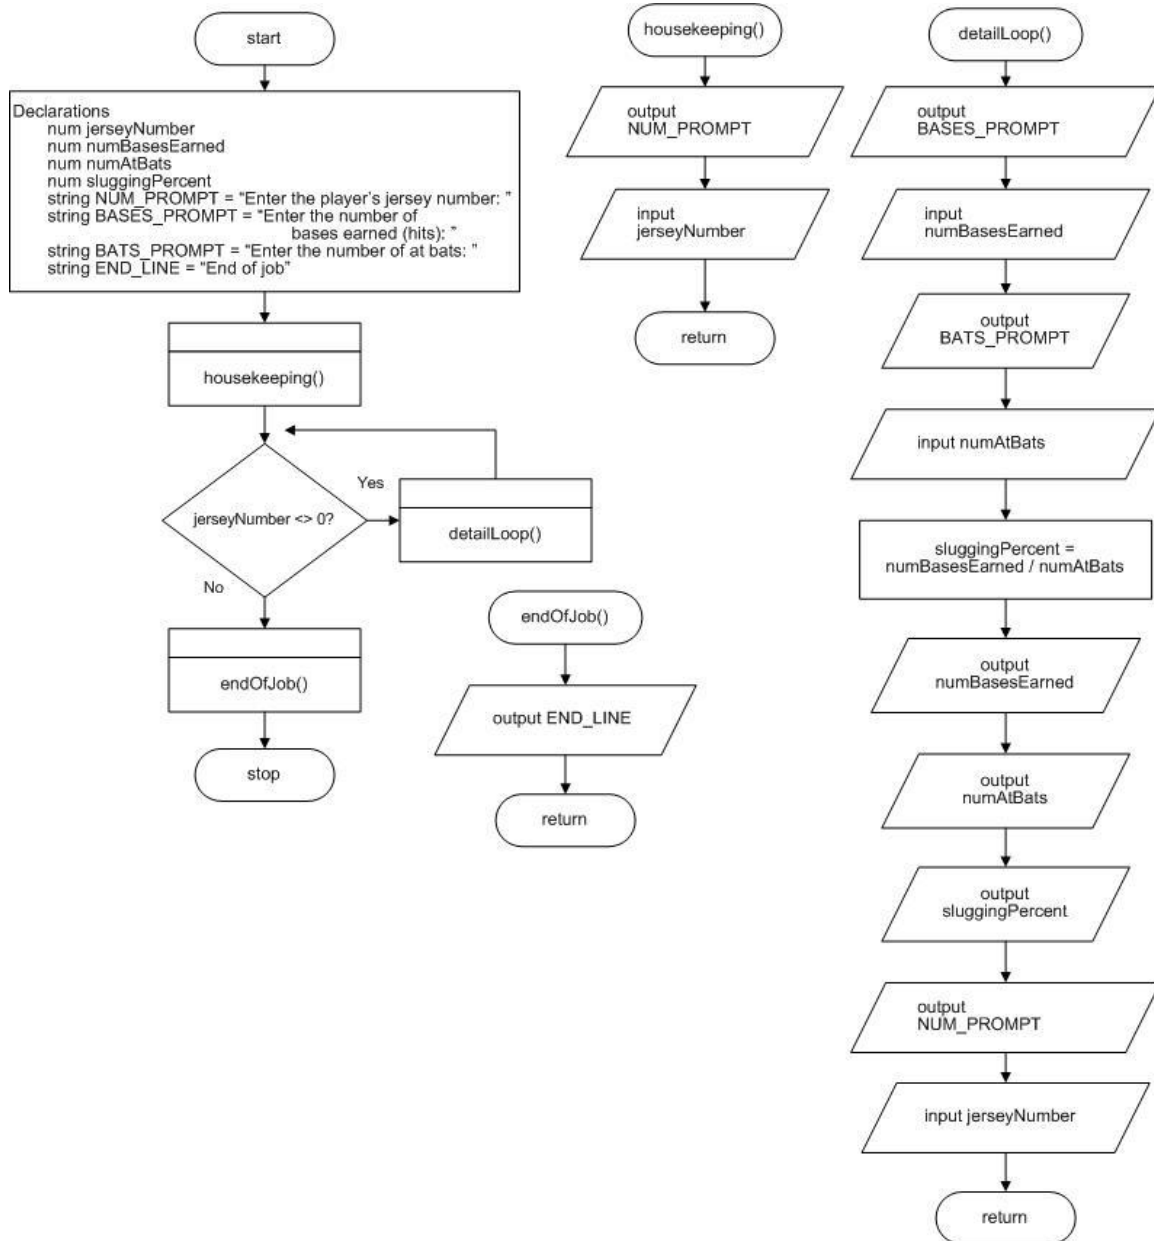 start
Declarations
num jerseyNumber
num numBasesEarned
num numAtBats
num sluggingPercent
string NUM_PROMPT = “Enter the player’s jersey number: ”
string BASES_PROMPT = “Enter the number of
bases earned (hits): ”
string BATS_PROMPT = “Enter the number of at bats: ”
string END_LINE = “End of job”
housekeeping()
jerseyNumber <> 0?
Yes
detailLoop()
No
endOfJob()
stop
endOfJob()
output END_LINE
return
housekeeping()
output
NUM_PROMPT
input
jerseyNumber
return
detailLoop()
output
BASES_PROMPT
input
numBasesEarned
output
BATS_PROMPT
input numAtBats
sluggingPercent =
numBasesEarned / numAtBats
output
numBasesEarned
output
numAtBats
output
sluggingPercent
output
NUM_PROMPT
input jerseyNumber
return